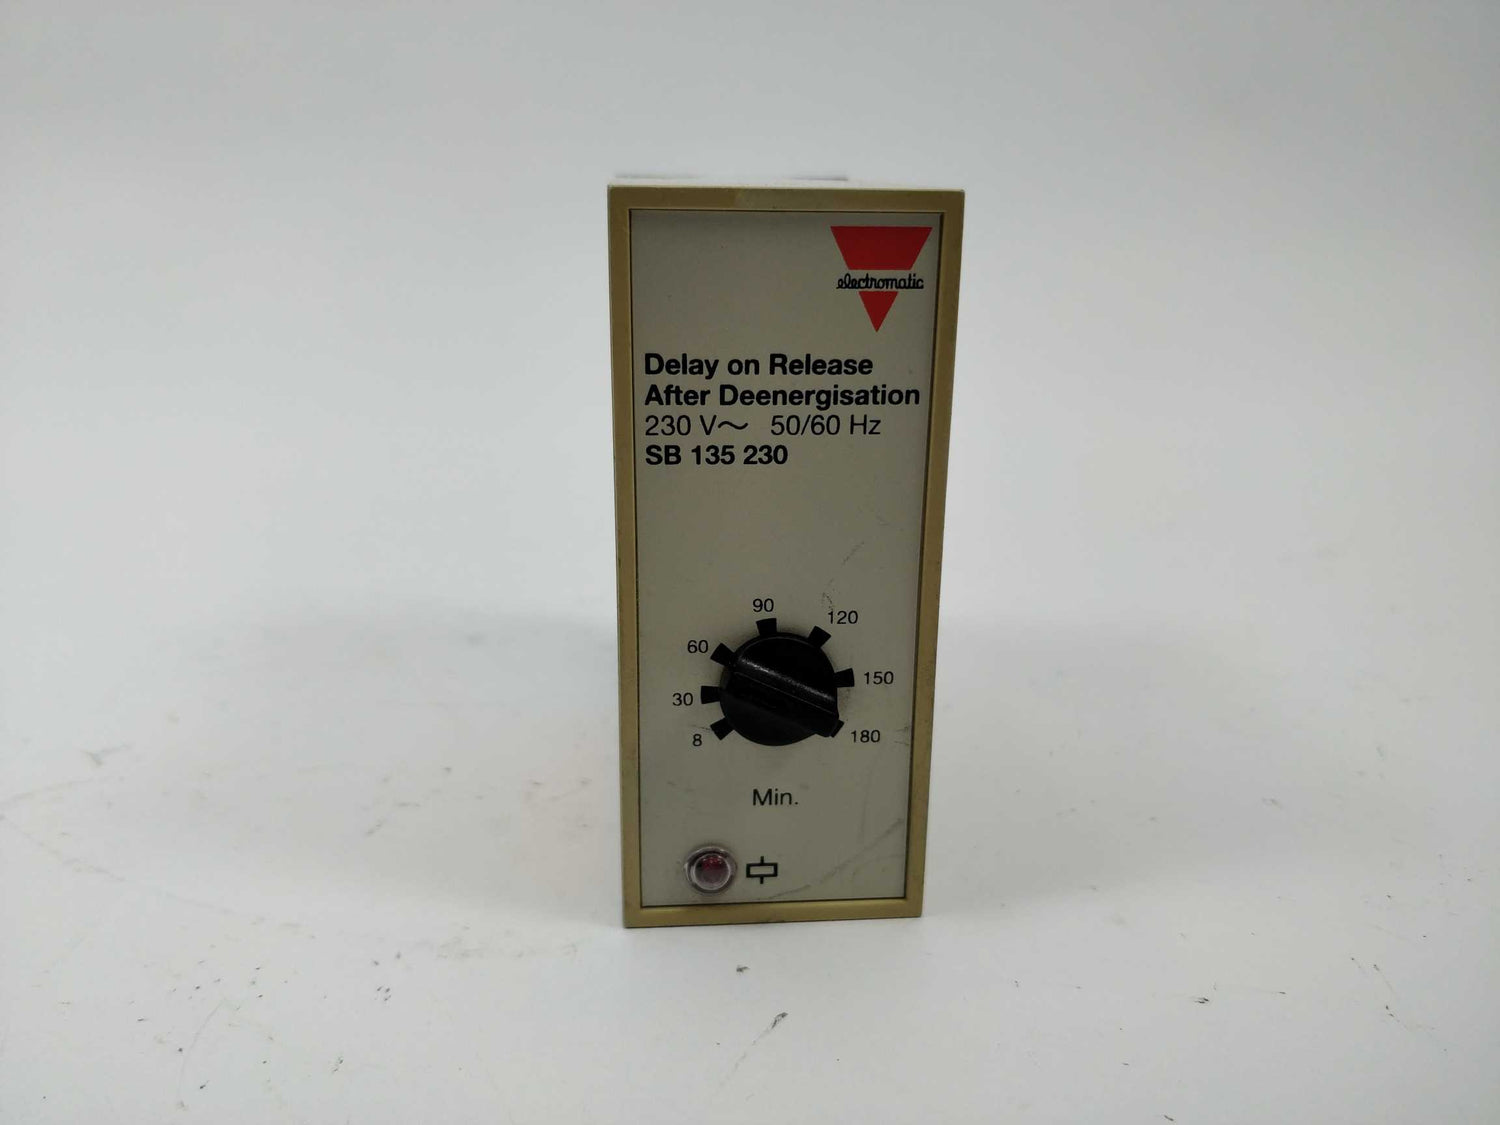 electromatic
Delay on Release
After Deenergisation
230 V~ 50/60 Hz
SB 135 230
90
120
60
150
30
180
8
Min.